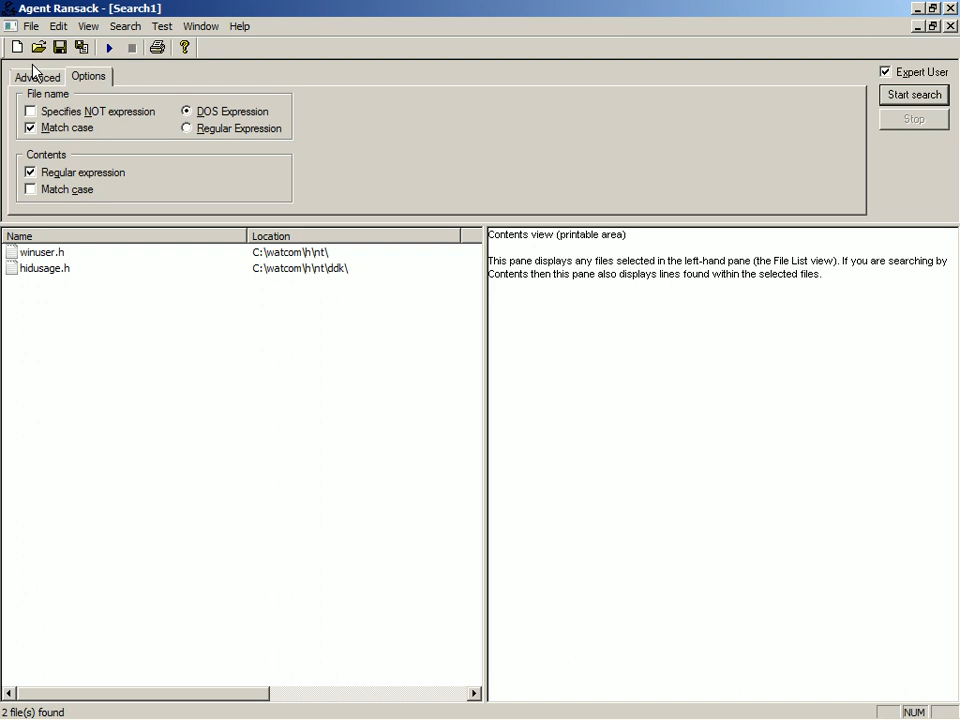 Agent Ransack - [Search1]
File Edit View Search Test Window Help
Advanced Options
Expert User
File name
Specifies NOT expression DOS Expression
Match case Regular Expression
Start search
Stop
Contents
Regular expression
Match case
Name Location
winuser.h C:\watcom\h\nt\
hidusage.h C:\watcom\h\nt\ddk\
Contents view (printable area)
This pane displays any files selected in the left-hand pane (the File List view). If you are searching by
Contents then this pane also displays lines found within the selected files.
2 file(s) found NUM